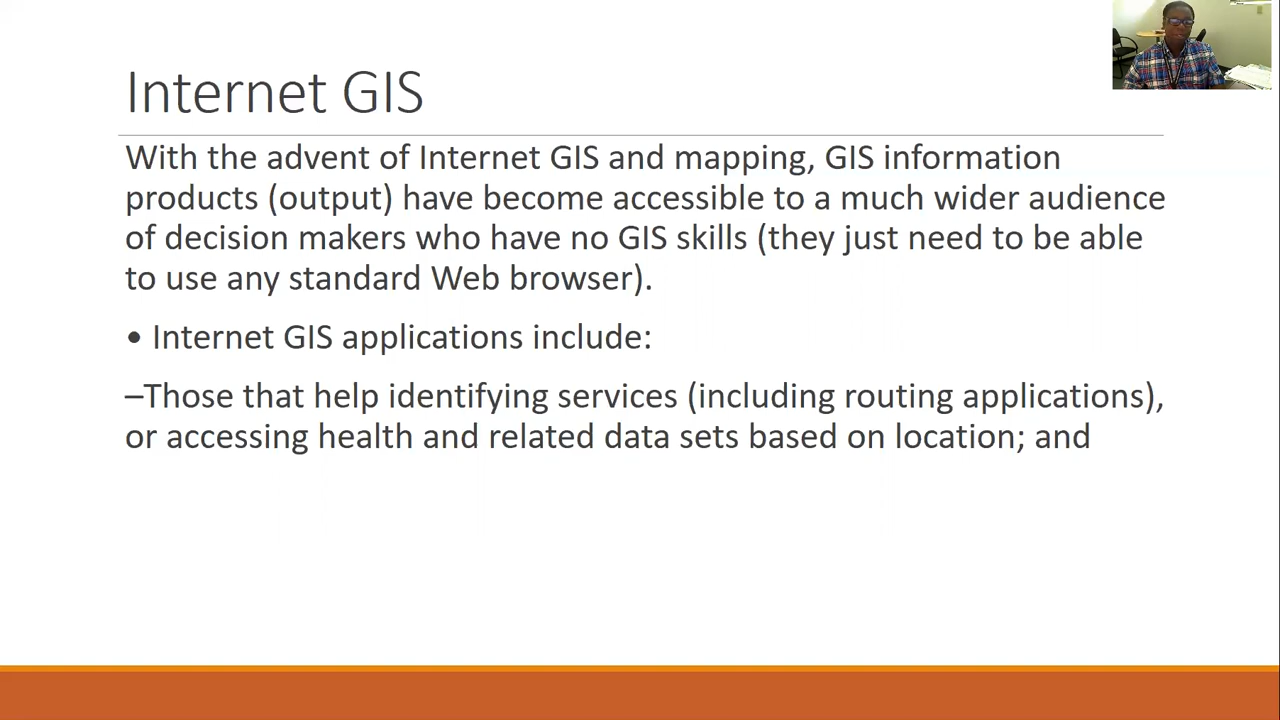 Internet GIS
With the advent of Internet GIS and mapping, GIS information
products (output) have become accessible to a much wider audience
of decision makers who have no GIS skills (they just need to be able
to use any standard Web browser).
• Internet GIS applications include:
–Those that help identifying services (including routing applications),
or accessing health and related data sets based on location; and